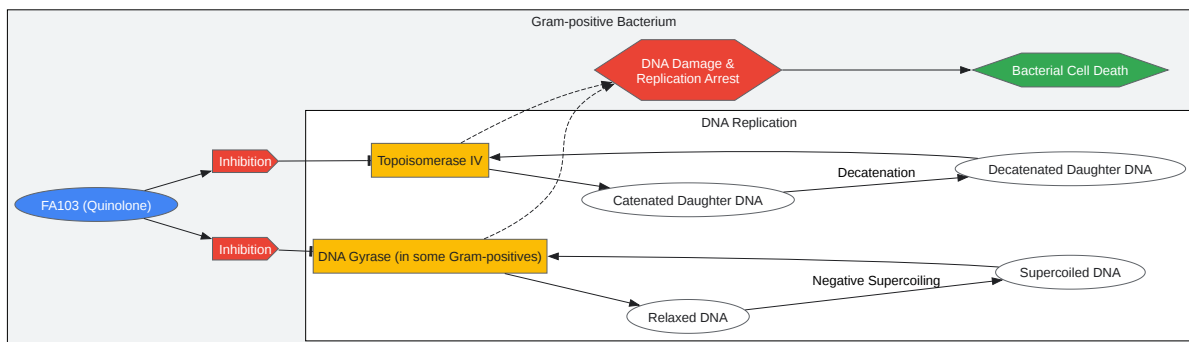 Gram-positive Bacterium
DNA Damage &
Replication Arrest
Bacterial Cell Death
DNA Replication
Inhibition
Topoisomerase IV
Decatenation
Decatenated Daughter DNA
Catenated Daughter DNA
FA103 (Quinolone)
Inhibition
DNA Gyrase (in some Gram-positives)
Negative Supercoiling
Supercoiled DNA
Relaxed DNA